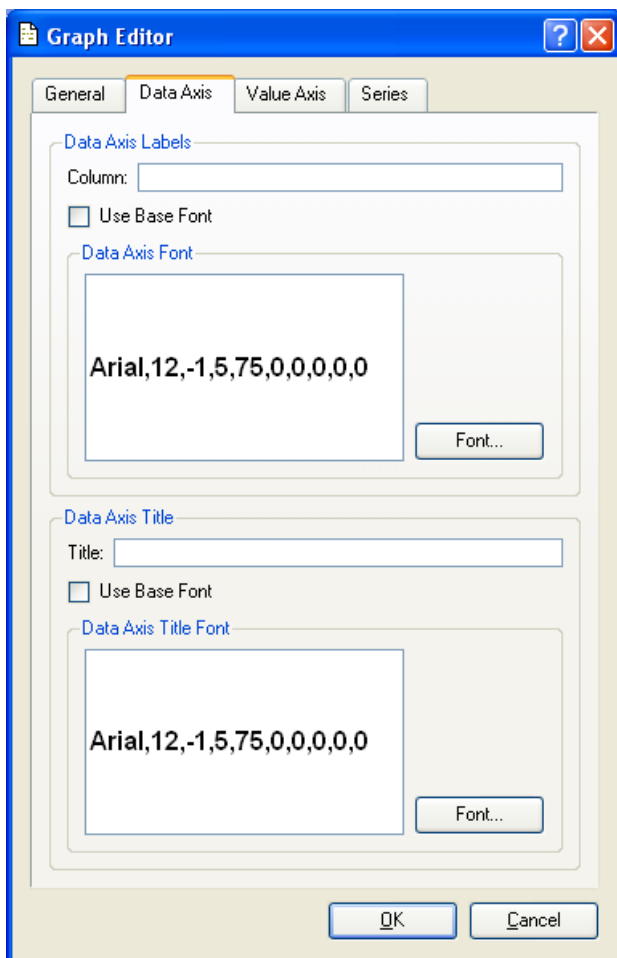 Graph Editor
General Data Axis Value Axis Series
Data Axis Labels
Column:
Use Base Font
Data Axis Font
Arial,12,-1,5,75,0,0,0,0,0
Font...
Data Axis Title
Title:
Use Base Font
Data Axis Title Font
Arial,12,-1,5,75,0,0,0,0,0
Font...
OK Cancel